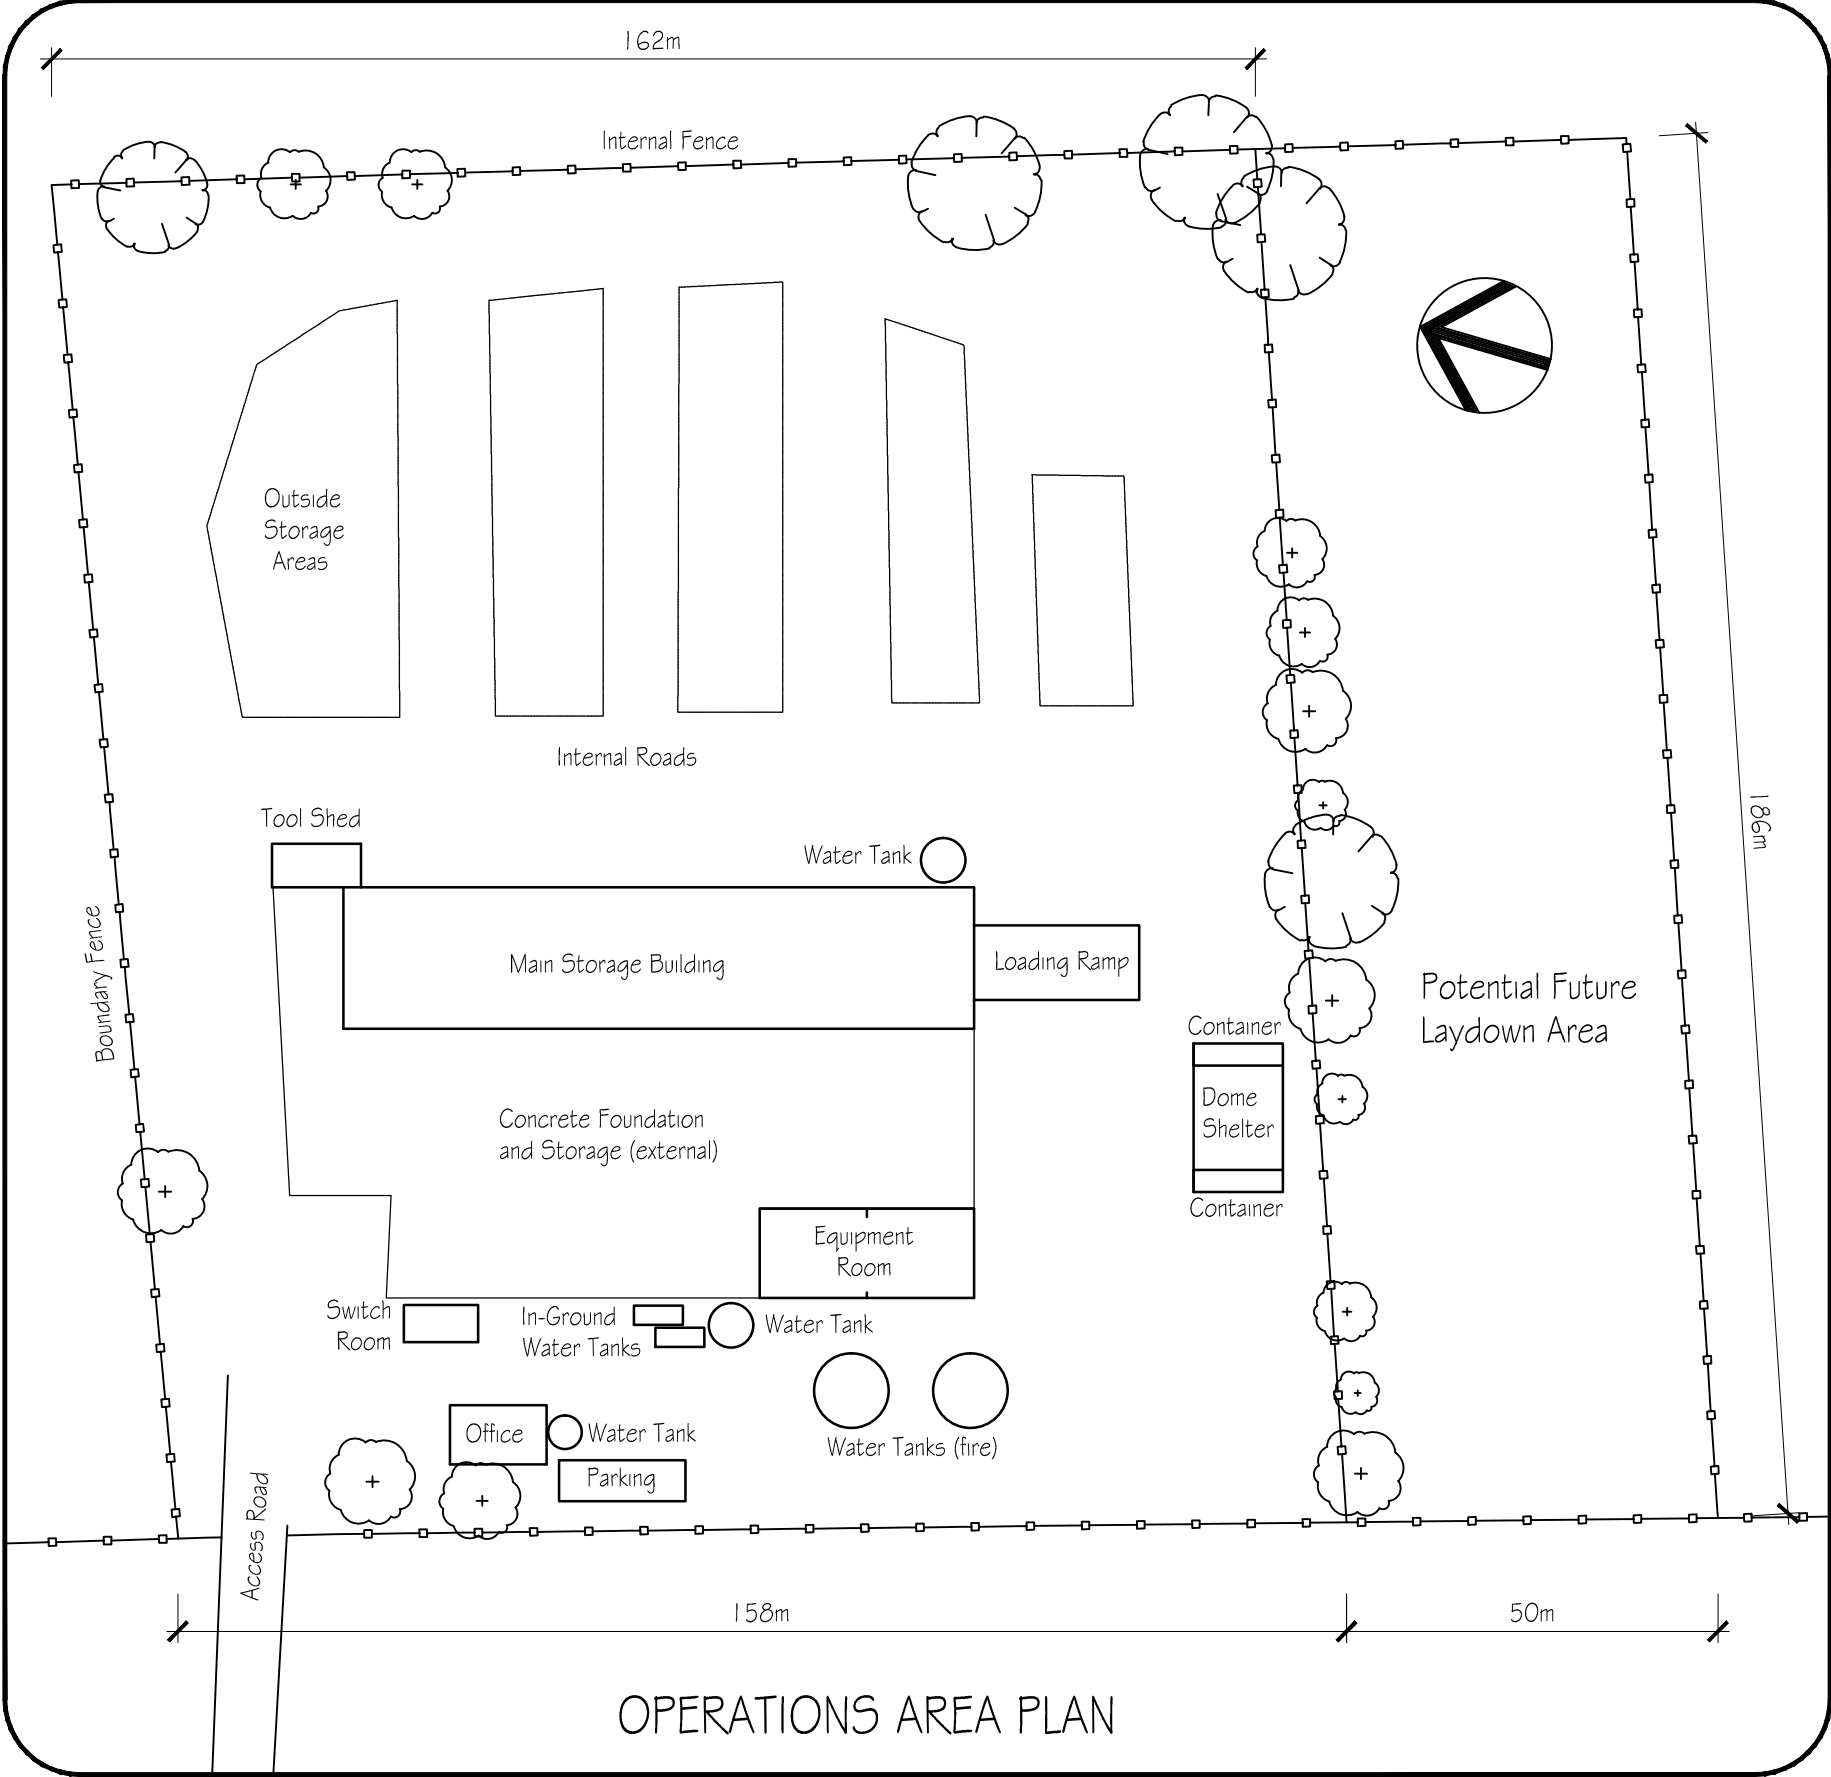 162m
Internal Fence
Outside
Storage
Areas
Internal Roads
Tool Shed
Water Tank
186m
Boundary Fence
Main Storage Building
Loading Ramp
Potential Future
Laydown Area
Container
Dome
Shelter
Container
Concrete Foundation
and Storage (external)
Equipment
Room
Switch
Room
In-Ground
Water Tanks
Water Tank
Office
Water Tank
Water Tanks (fire)
Parking
Access Road
158m
50m
OPERATIONS AREA PLAN